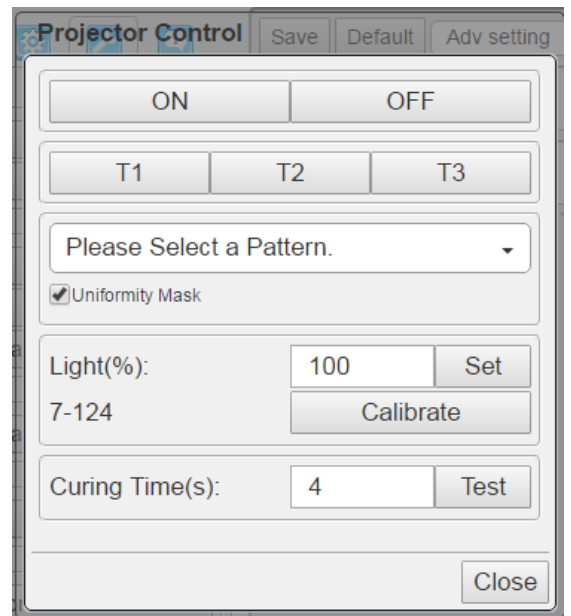 Projector Control Save Default Adv setting
ON OFF
T1 T2 T3
Please Select a Pattern.
Uniformity Mask
Light(%): 100 Set
7-124 Calibrate
Curing Time(s): 4 Test
Close